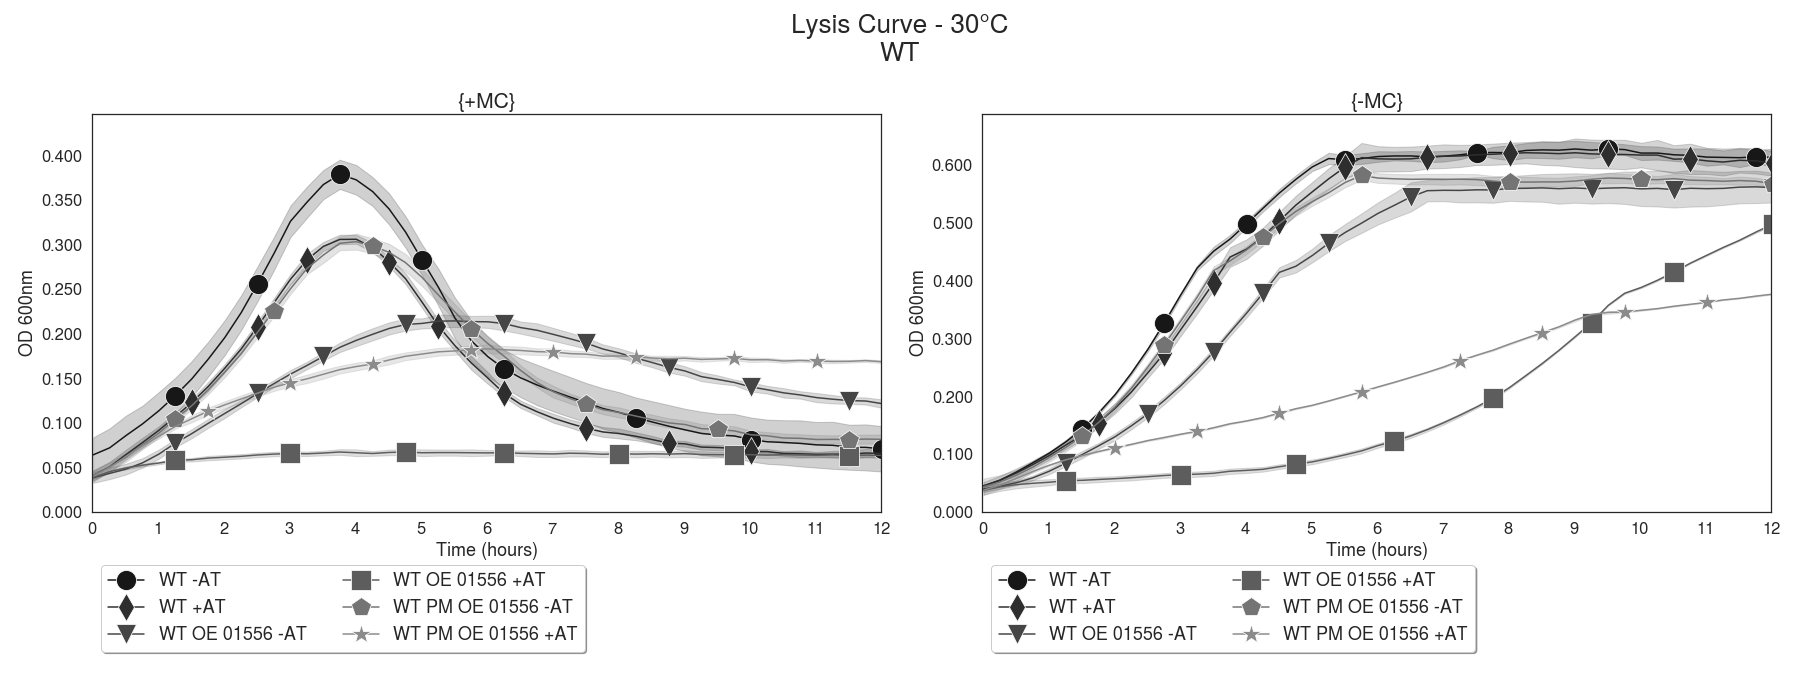 Lysis Curve - 30°C
WT
{+MC}
0.400
0.350
0.300
0.250
0.200
0.150
0.100
0.050
0.000
OD 600nm
0 1 2 3 4 5 6 7 8 9 10 11 12
Time (hours)
WT -AT
WT +AT
WT OE 01556 -AT
WT OE 01556 +AT
WT PM OE 01556 -AT
WT PM OE 01556 +AT
{-MC}
0.600
0.500
0.400
0.300
0.200
0.100
0.000
OD 600nm
0 1 2 3 4 5 6 7 8 9 10 11 12
Time (hours)
WT -AT
WT +AT
WT OE 01556 -AT
WT OE 01556 +AT
WT PM OE 01556 -AT
WT PM OE 01556 +AT